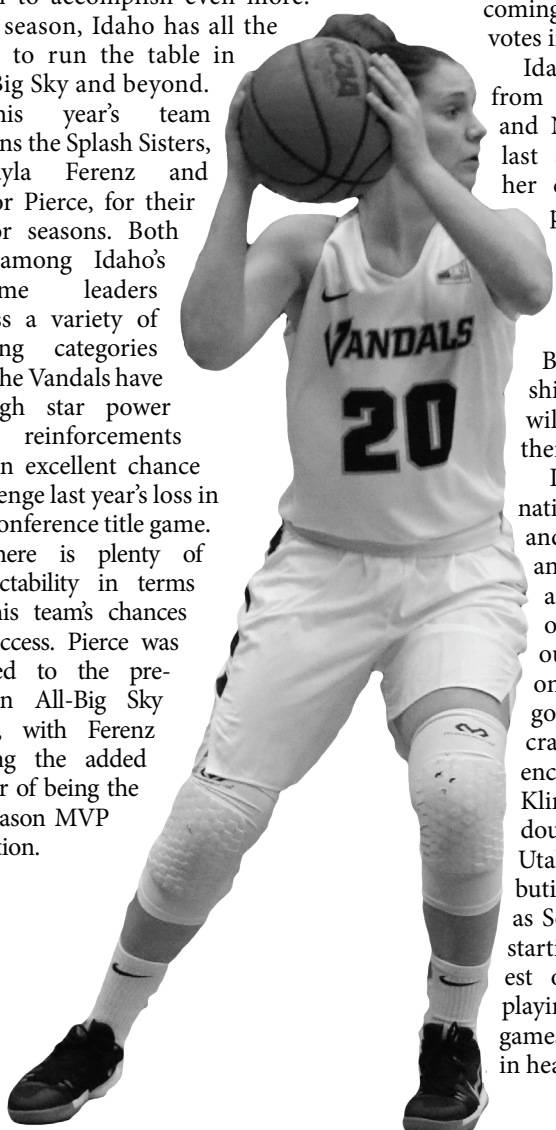 to accomplish even more.
season, Idaho has all the
to run the table in
Big Sky and beyond.
his year's team
ns the Splash Sisters,
yla Ferenz and
or Pierce, for their
or seasons. Both
among Idaho's
me leaders
ss a variety of
ng categories
he Vandals have
gh star power
reinforcements
n excellent chance
enge last year's loss in
onference title game.
here is plenty of
ctability in terms
his team's chances
ccess. Pierce was
ed to the pre-
n All-Big Sky
, with Ferenz
ng the added
r of being the
ason MVP
tion.
VANDALS
20
coming
votes i
Ida
from
and
last
her
p
B
shi
wil
the
I
nati
and
an
a
o
ou
on
go
cra
enc
Klin
dou
Uta
buti
as S
starti
est o
playin
games
in hea